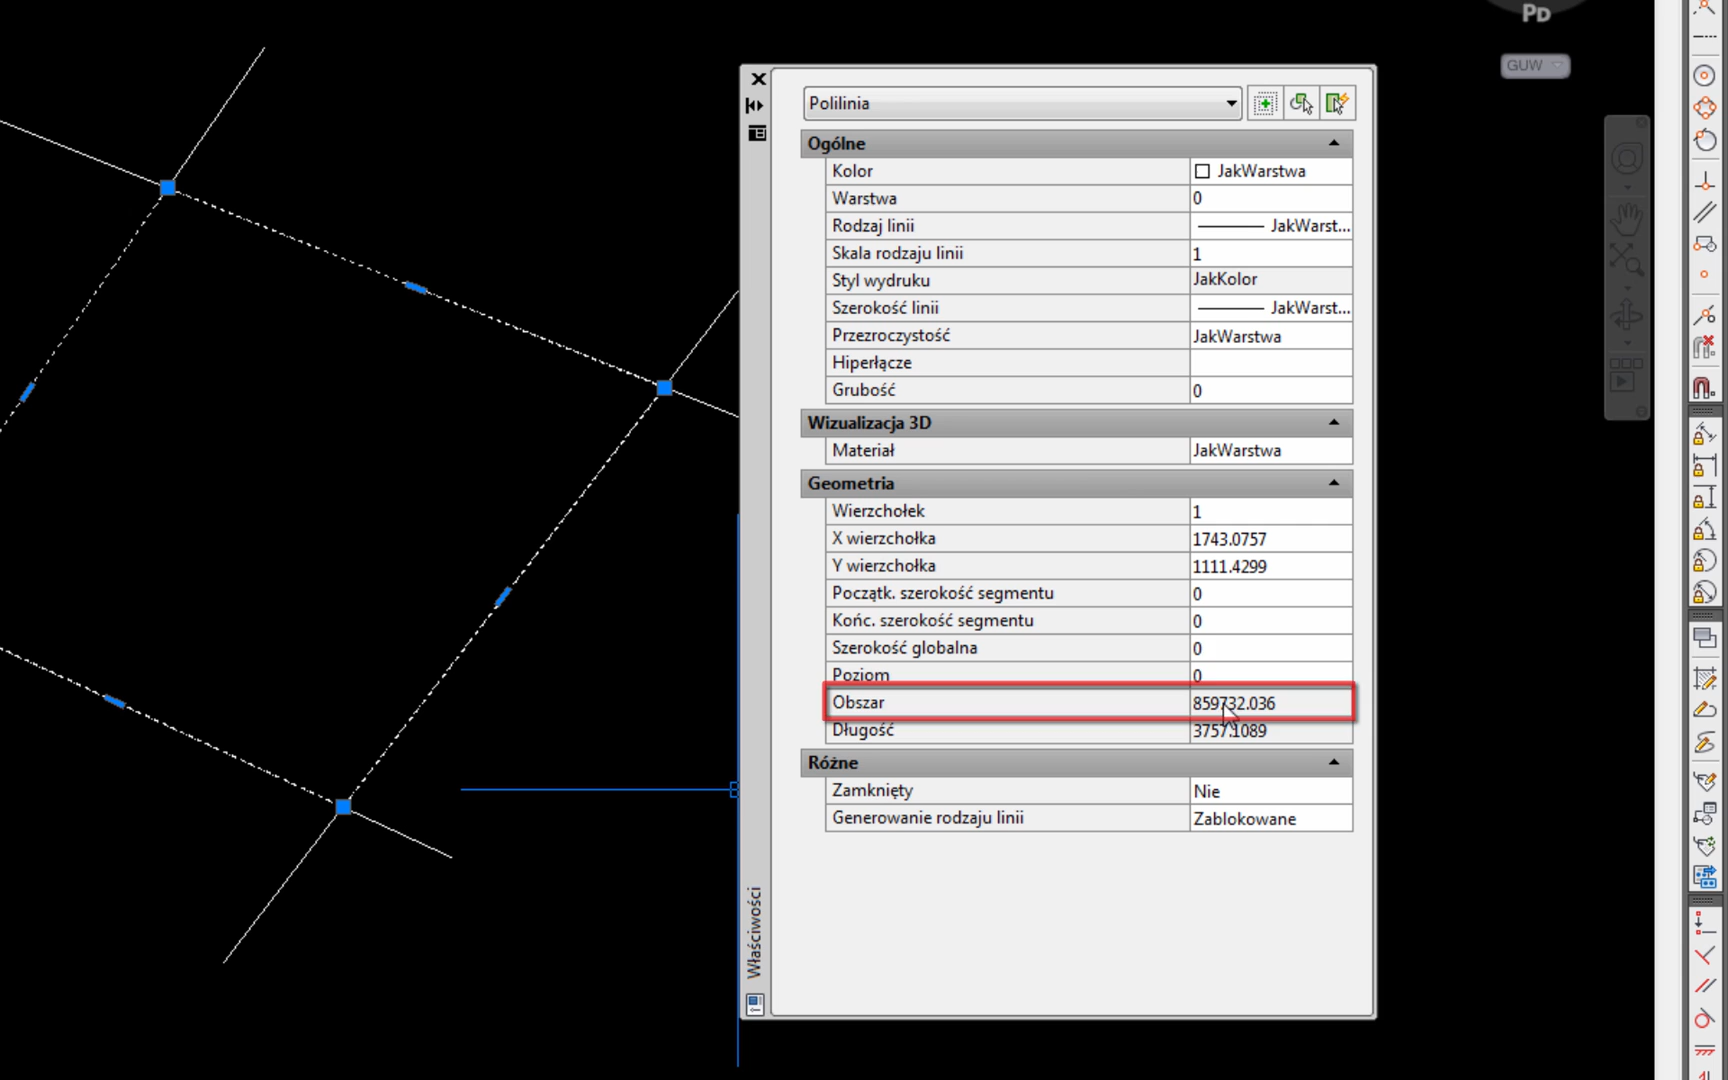 PD
GUW
Polilinia
Ogólne
Kolor JakWarstwa
Warstwa 0
Rodzaj linii JakWarst...
Skala rodzaju linii 1
Styl wydruku JakKolor
Szerokość linii JakWarst...
Przezroczystość JakWarstwa
Hiperłącze
Grubość 0
Wizualizacja 3D
Materiał JakWarstwa
Geometria
Wierzchołek 1
X wierzchołka 1743.0757
Y wierzchołka 1111.4299
Początk. szerokość segmentu 0
Końc. szerokość segmentu 0
Szerokość globalna 0
Poziom 0
Obszar 859732.036
Długość 3757.1089
Różne
Zamknięty Nie
Generowanie rodzaju linii Zablokowane
Właściwości